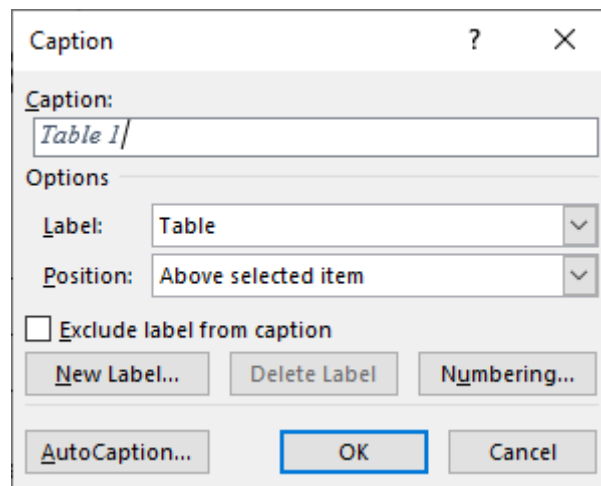 Caption ?
Caption:
Table 1
Options
Label: Table
Position: Above selected item
Exclude label from caption
New Label... Delete Label Numbering...
AutoCaption... OK Cancel